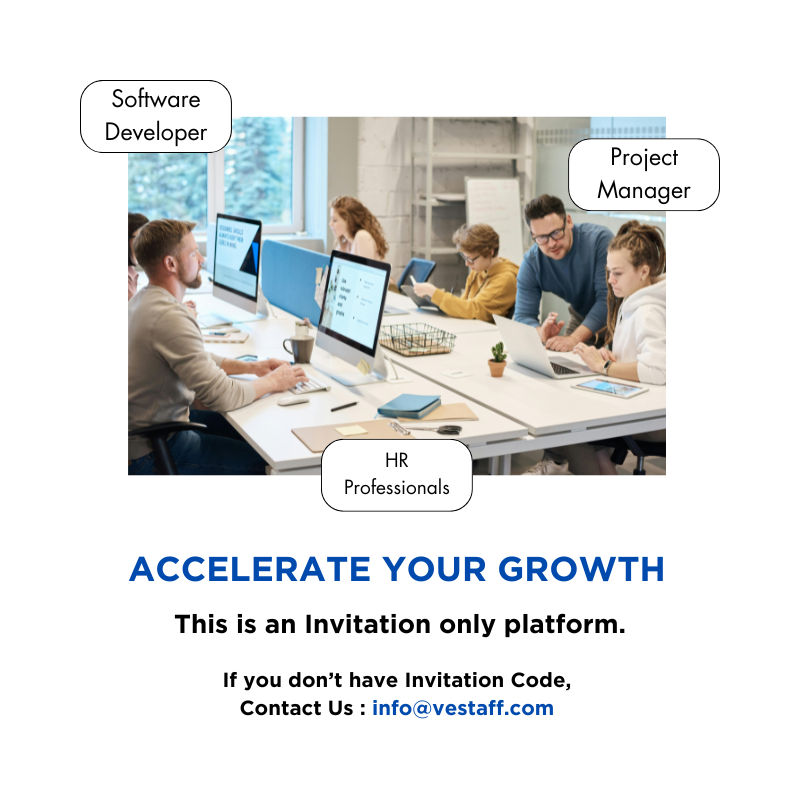 Software
Developer
Project
Manager
HR
Professionals
ACCELERATE YOUR GROWTH
This is an Invitation only platform.
If you don't have Invitation Code,
Contact Us : info@vestaff.com